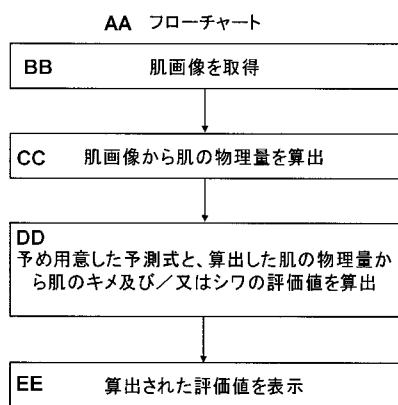 AA フローチャート
BB 肌画像を取得
CC 肌画像から肌の物理量を算出
DD
予め用意した予測式と、算出した肌の物理量か
ら肌のキメ及び/又はシワの評価値を算出
EE 算出された評価値を表示